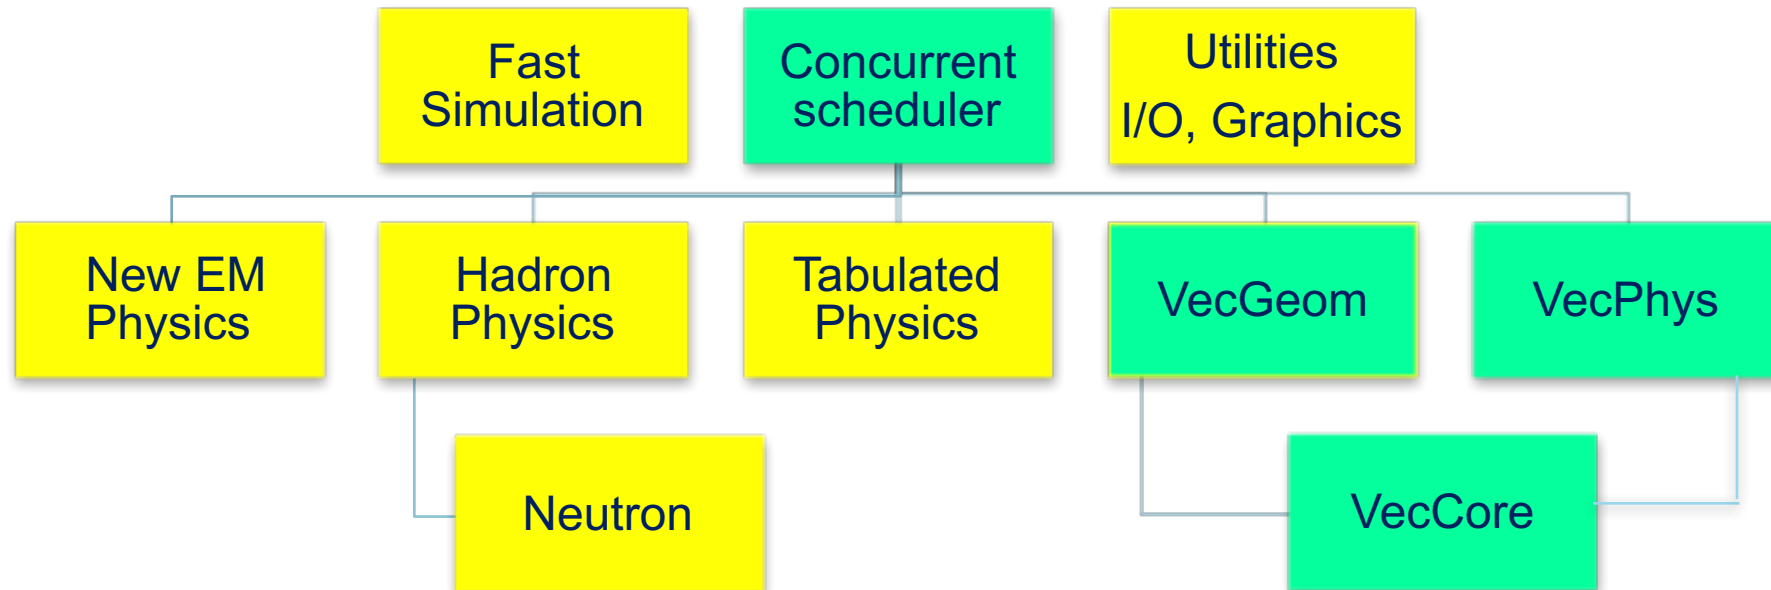 Fast
Simulation
Concurrent
scheduler
Utilities
I/O, Graphics
New EM
Physics
Hadron
Physics
Tabulated
Physics
VecGeom
VecPhys
Neutron
VecCore